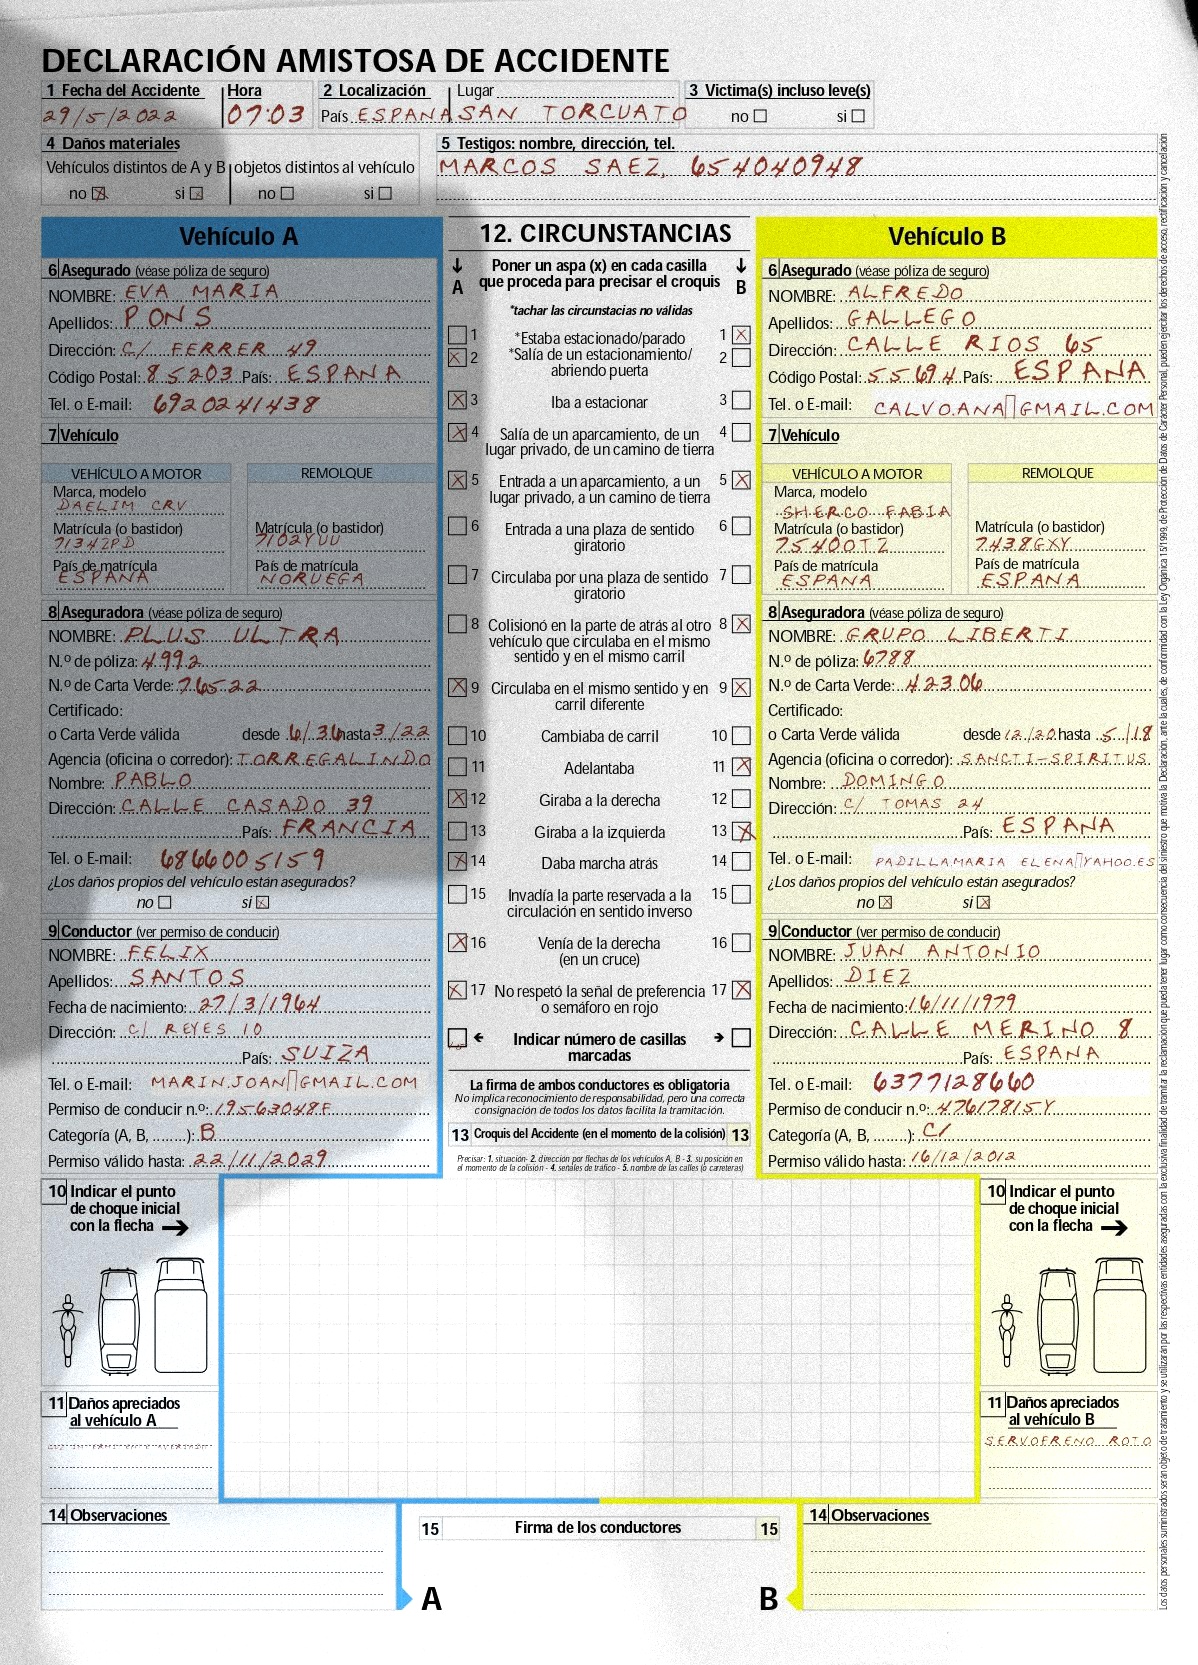 DECLARACIÓN AMISTOSA DE ACCIDENTE
1 Fecha del Accidente Hora 2 Localización Lugar 3 Victima(s) incluso leve(s)
29/5/2022 07:03 País ESPANA SAN TORCUATO no si
4 Daños materiales
Vehículos distintos de A y B objetos distintos al vehículo
no si no si
5 Testigos: nombre, dirección, tel.
MARCOS SAEZ, 654040948
Vehículo A
6 Asegurado (véase póliza de seguro)
NOMBRE: EVA MARIA
Apellidos: PONS
Dirección: C/ FERRER 49
Código Postal: 85203 País: ESPANA
Tel. o E-mail: 6920241438
7 Vehículo
VEHÍCULO A MOTOR REMOLQUE
Marca, modelo
DAELIM CRV
Matrícula (o bastidor) Matrícula (o bastidor)
71342PD 7102YUU
País de matrícula País de matrícula
ESPANA NORUEGA
8 Aseguradora (véase póliza de seguro)
NOMBRE: PLUS ULTRA
N.º de póliza: 4992
N.º de Carta Verde: 76522
Certificado:
o Carta Verde válida desde 6/36 hasta 3/22
Agencia (oficina o corredor): TORREGALINDO
Nombre: PABLO
Dirección: CALLE CASADO 39
País: FRANCIA
Tel. o E-mail: 6866005159
¿Los daños propios del vehículo están asegurados?
no si
9 Conductor (ver permiso de conducir)
NOMBRE: FELIX
Apellidos: SANTOS
Fecha de nacimiento: 27/3/1964
Dirección: C/ REYES 10
País: SUIZA
Tel. o E-mail: MARIN.JOAN▯GMAIL.COM
Permiso de conducir n.º: 19563048F
Categoría (A, B, ........): B
Permiso válido hasta: 22/11/2029
12. CIRCUNSTANCIAS
A Poner un aspa (x) en cada casilla B
que proceda para precisar el croquis
*tachar las circunstacias no válidas
1 *Estaba estacionado/parado 1
2 *Salía de un estacionamiento/ 2
abriendo puerta
3 Iba a estacionar 3
4 Salía de un aparcamiento, de un 4
lugar privado, de un camino de tierra
5 Entrada a un aparcamiento, a un 5
lugar privado, a un camino de tierra
6 Entrada a una plaza de sentido 6
giratorio
7 Circulaba por una plaza de sentido 7
giratorio
8 Colisionó en la parte de atrás al otro 8
vehículo que circulaba en el mismo
sentido y en el mismo carril
9 Circulaba en el mismo sentido y en 9
carril diferente
10 Cambiaba de carril 10
11 Adelantaba 11
12 Giraba a la derecha 12
13 Giraba a la izquierda 13
14 Daba marcha atrás 14
15 Invadía la parte reservada a la 15
circulación en sentido inverso
16 Venía de la derecha 16
(en un cruce)
17 No respetó la señal de preferencia 17
o semáforo en rojo
Indicar número de casillas
marcadas
La firma de ambos conductores es obligatoria
No implica reconocimiento de responsabilidad, pero una correcta
consignación de todos los datos facilita la tramitación.
13 Croquis del Accidente (en el momento de la colisión) 13
Precisar: 1. situación- 2. dirección por flechas de los vehículos A, B - 3. su posición en
el momento de la colisión - 4. señales de tráfico - 5. nombre de las calles (o carreteras)
Vehículo B
6 Asegurado (véase póliza de seguro)
NOMBRE: ALFREDO
Apellidos: GALLEGO
Dirección: CALLE RIOS 65
Código Postal: 55694 País: ESPANA
Tel. o E-mail: CALVO.ANA▯GMAIL.COM
7 Vehículo
VEHÍCULO A MOTOR REMOLQUE
Marca, modelo
SHERCO FABIA
Matrícula (o bastidor) Matrícula (o bastidor)
75400TZ 7438GXY
País de matrícula País de matrícula
ESPANA ESPANA
8 Aseguradora (véase póliza de seguro)
NOMBRE: GRUPO LIBERTI
N.º de póliza: 6788
N.º de Carta Verde: 42306
Certificado:
o Carta Verde válida desde 12/20 hasta 5/18
Agencia (oficina o corredor): SANCTI-SPIRITUS
Nombre: DOMINGO
Dirección: C/ TOMAS 24
País: ESPANA
Tel. o E-mail: PADILLA.MARIA ELENA▯YAHOO.ES
¿Los daños propios del vehículo están asegurados?
no si
9 Conductor (ver permiso de conducir)
NOMBRE: JUAN ANTONIO
Apellidos: DIEZ
Fecha de nacimiento: 16/11/1979
Dirección: CALLE MERINO 8
País: ESPANA
Tel. o E-mail: 6377128660
Permiso de conducir n.º: 47617815Y
Categoría (A, B, ........): C1
Permiso válido hasta: 16/12/2012
10 Indicar el punto
de choque inicial
con la flecha
11 Daños apreciados
al vehículo A
10 Indicar el punto
de choque inicial
con la flecha
11 Daños apreciados
al vehículo B
SERVOFRENO ROTO
14 Observaciones
15 Firma de los conductores 15
A B
14 Observaciones
Los datos personales suministrados seran objeto de tratamiento y se utilizaran por las respectivas entidades aseguradas con la exclusiva finalidad de tramitar la reclamación que pueda tener lugar como consecuencia del siniestro que motiva la Declaración, ante la cuales, de conformidad con la Ley Organica 15/1999, de Protección de Datos de Caracter Personal, pueden ejercitar los derechos de acceso, rectificación y cancelación